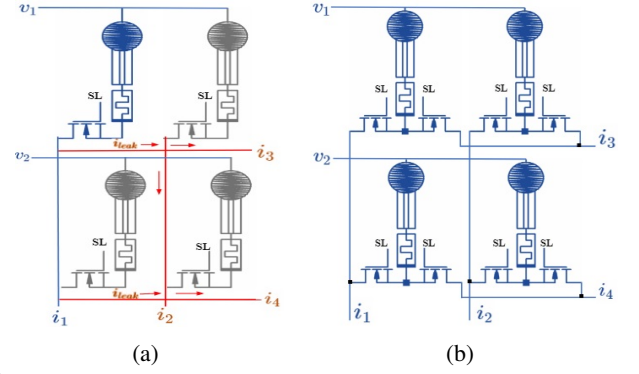 v1 v1
SL SL SL SL SL SL
ileak i3 i3
v2 v2
SL SL SL SL SL SL
ileak i4 i4
i1 i2 i1 i2
(a) (b)